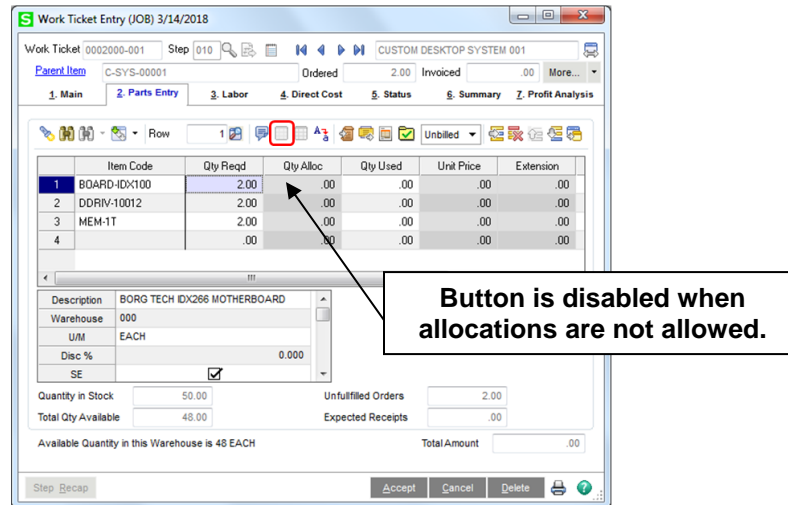 S Work Ticket Entry (JOB) 3/14/2018
Work Ticket 0002000-001 Step 010 CUSTOM DESKTOP SYSTEM 001
Parent Item C-SYS-00001 Ordered 2.00 Invoiced .00 More...
1. Main 2. Parts Entry 3. Labor 4. Direct Cost 5. Status 6. Summary 7. Profit Analysis
Row 1 Unbilled
Item Code Qty Reqd Qty Alloc Qty Used Unit Price Extension
1 BOARD-IDX100 2.00 .00 .00 .00 .00
2 DDRIV-10012 2.00 .00 .00 .00 .00
3 MEM-1T 2.00 .00 .00 .00 .00
4 .00 .00 .00 .00 .00
Button is disabled when
allocations are not allowed.
Description BORG TECH IDX266 MOTHERBOARD
Warehouse 000
U/M EACH
Disc % 0.000
SE
Quantity in Stock 50.00 Unfullfilled Orders 2.00
Total Qty Available 48.00 Expected Receipts .00
Available Quantity in this Warehouse is 48 EACH Total Amount .00
Step Recap Accept Cancel Delete